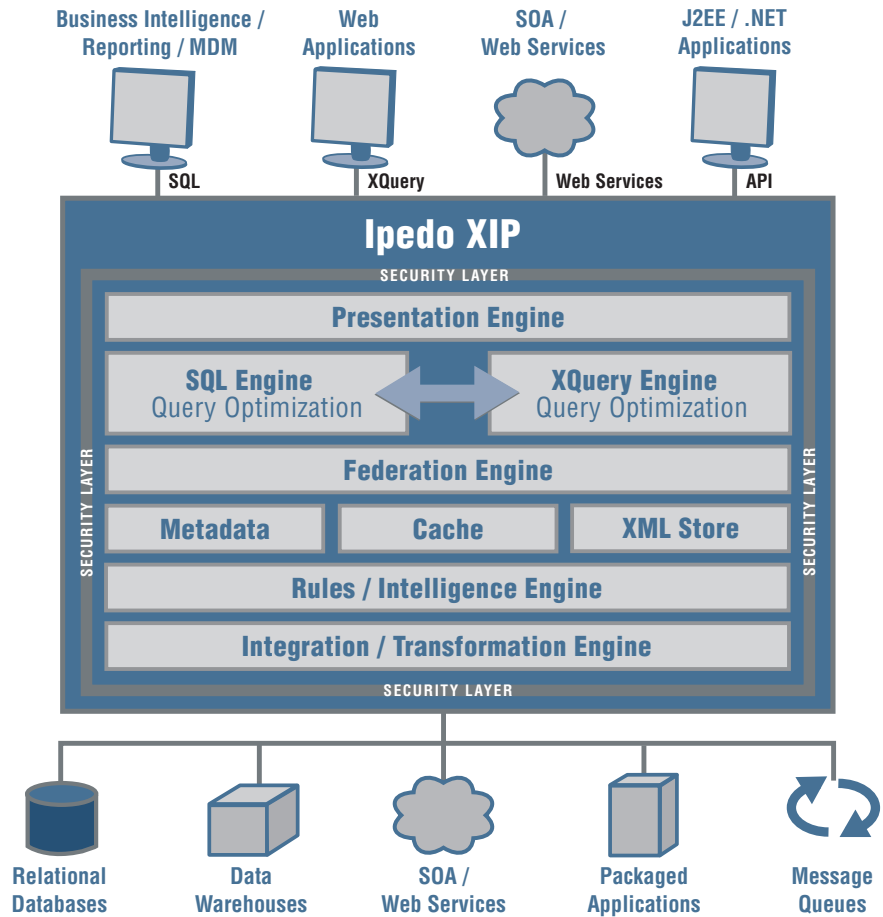 Business Intelligence /
Reporting / MDM
Web
Applications
SOA /
Web Services
J2EE / .NET
Applications
SQL
XQuery
Web Services
API
Ipedo XIP
SECURITY LAYER
Presentation Engine
SQL Engine
Query Optimization
XQuery Engine
Query Optimization
Federation Engine
SECURITY LAYER
SECURITY LAYER
Metadata
Cache
XML Store
Rules / Intelligence Engine
Integration / Transformation Engine
SECURITY LAYER
Relational
Databases
Data
Warehouses
SOA /
Web Services
Packaged
Applications
Message
Queues